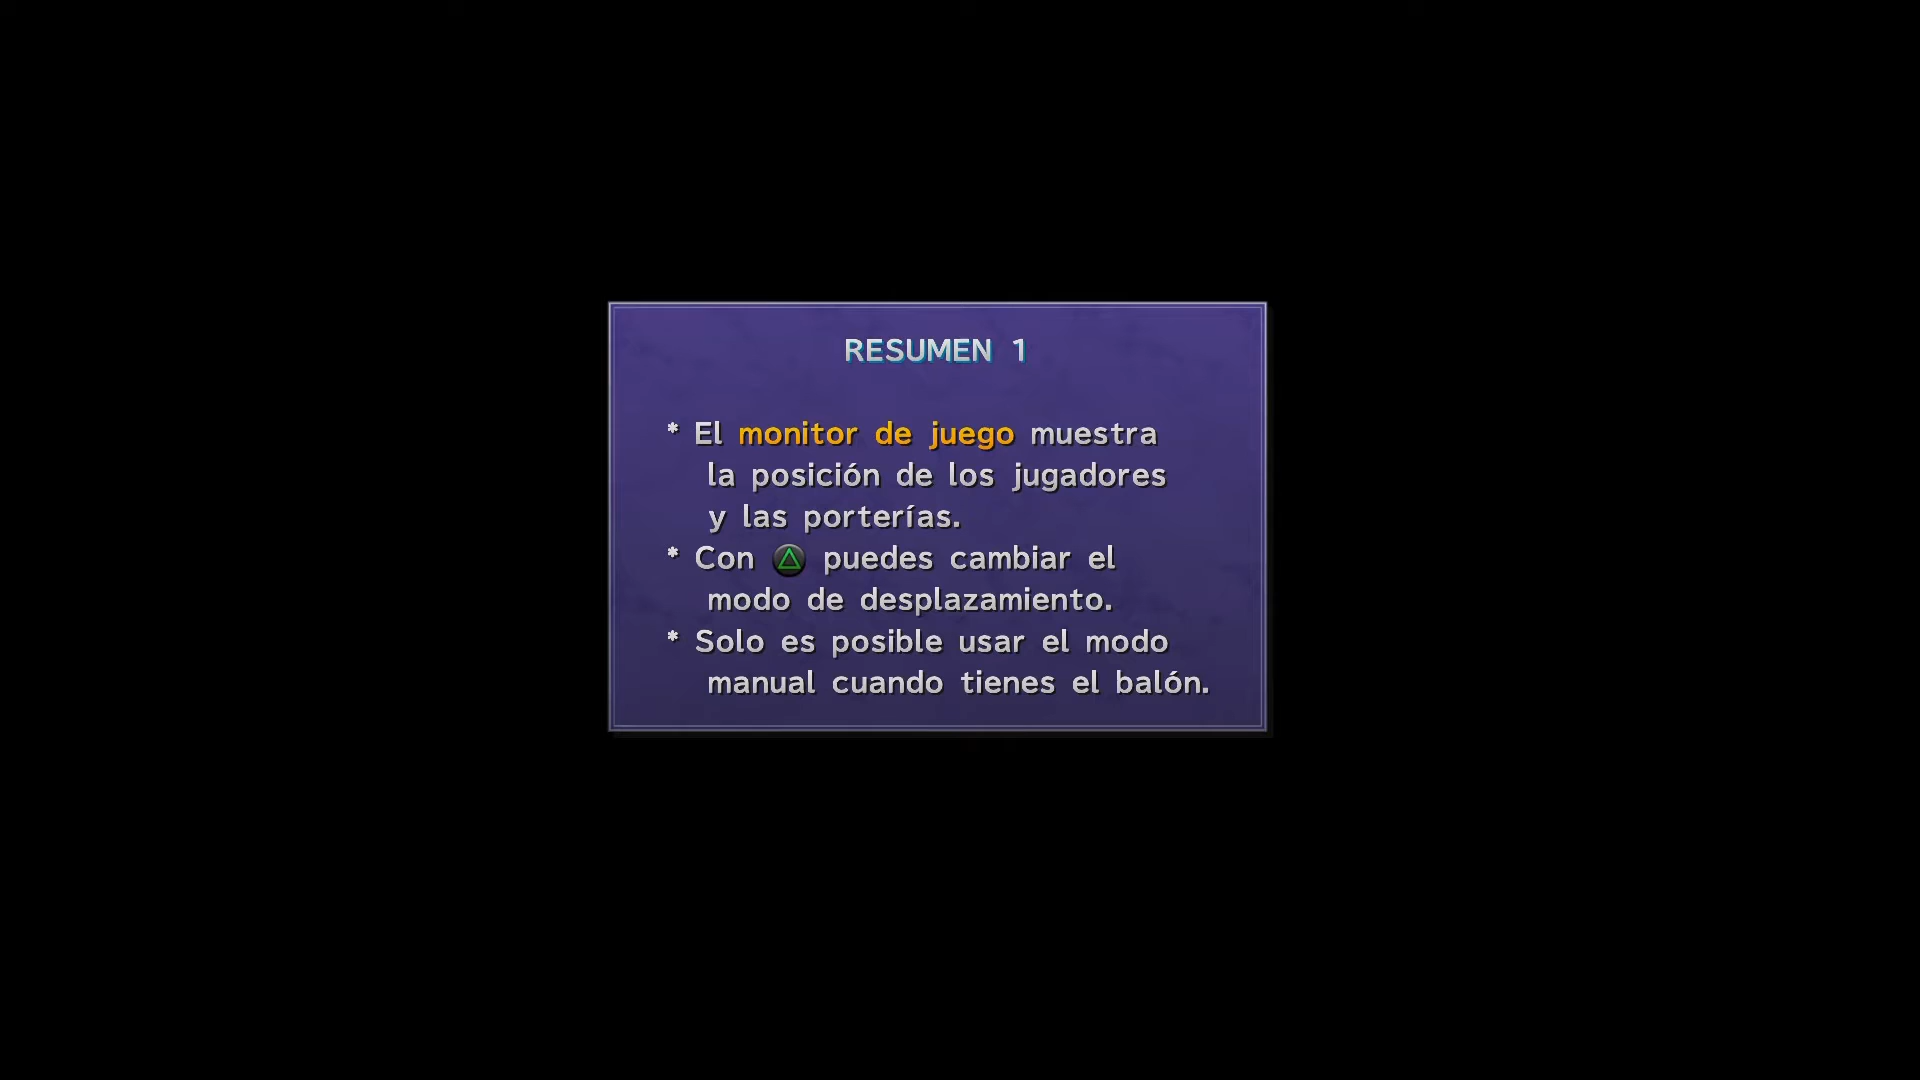 RESUMEN 1
* El monitor de juego muestra
la posición de los jugadores
y las porterías.
* Con puedes cambiar el
modo de desplazamiento.
* Solo es posible usar el modo
manual cuando tienes el balón.